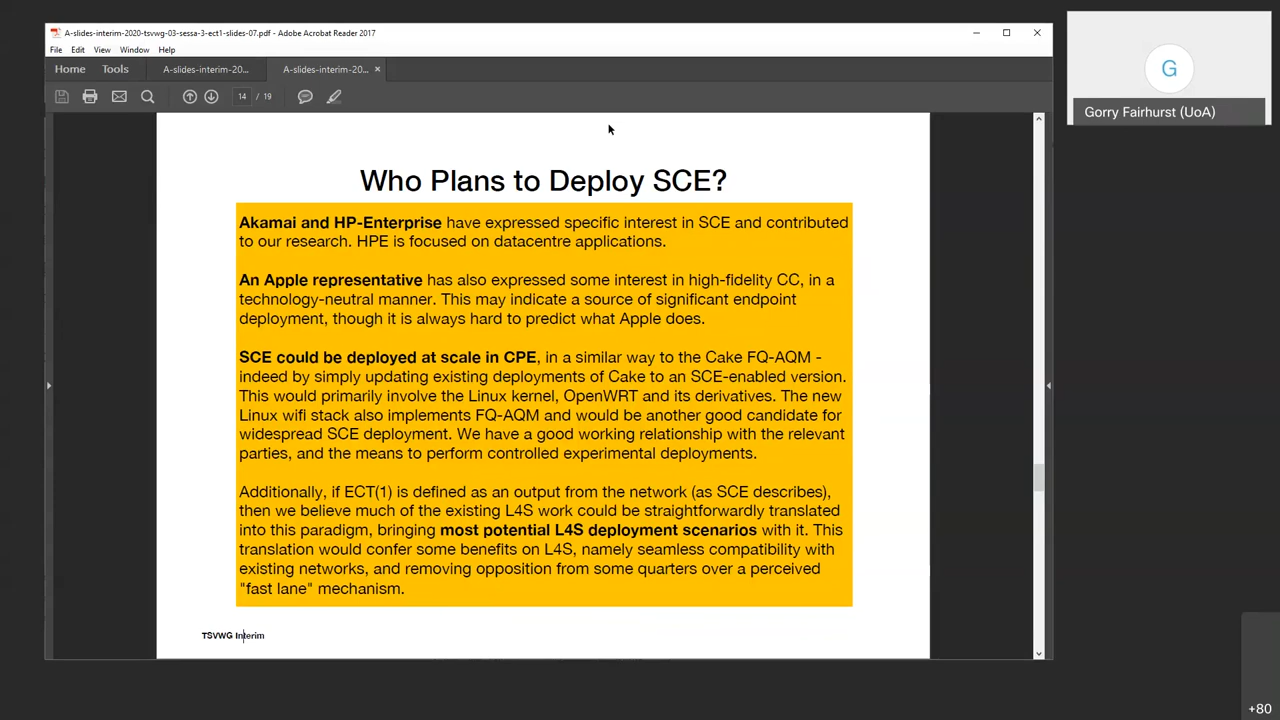 A-slides-interim-2020-tsvwg-03-sessa-3-ect1-slides-07.pdf - Adobe Acrobat Reader 2017
File Edit View Window Help
Home Tools A-slides-interim-20... A-slides-interim-20... ×
14 / 19
Who Plans to Deploy SCE?
Akamai and HP-Enterprise have expressed specific interest in SCE and contributed
to our research. HPE is focused on datacentre applications.
An Apple representative has also expressed some interest in high-fidelity CC, in a
technology-neutral manner. This may indicate a source of significant endpoint
deployment, though it is always hard to predict what Apple does.
SCE could be deployed at scale in CPE, in a similar way to the Cake FQ-AQM -
indeed by simply updating existing deployments of Cake to an SCE-enabled version.
This would primarily involve the Linux kernel, OpenWRT and its derivatives. The new
Linux wifi stack also implements FQ-AQM and would be another good candidate for
widespread SCE deployment. We have a good working relationship with the relevant
parties, and the means to perform controlled experimental deployments.
Additionally, if ECT(1) is defined as an output from the network (as SCE describes),
then we believe much of the existing L4S work could be straightforwardly translated
into this paradigm, bringing most potential L4S deployment scenarios with it. This
translation would confer some benefits on L4S, namely seamless compatibility with
existing networks, and removing opposition from some quarters over a perceived
"fast lane" mechanism.
TSVWG Interim
G
Gorry Fairhurst (UoA)
+80